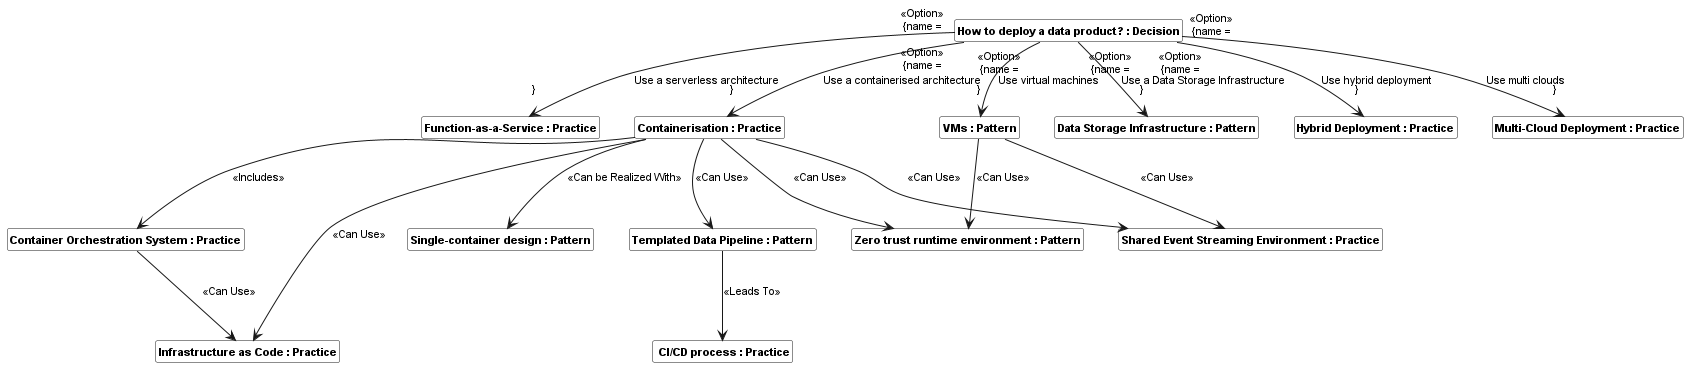 «Option»
{name =
How to deploy a data product? : Decision
«Option»
{name =
«Option»
{name =
«Option»
{name =
«Option»
{name =
«Option»
{name =
Use a serverless architecture
}
Use a containerised architecture
}
Use virtual machines
}
Use a Data Storage Infrastructure
}
Use hybrid deployment
}
Use multi clouds
}
Function-as-a-Service : Practice
Containerisation : Practice
VMs : Pattern
Data Storage Infrastructure : Pattern
Hybrid Deployment : Practice
Multi-Cloud Deployment : Practice
«Includes»
«Can be Realized With»
«Can Use»
«Can Use»
«Can Use»
«Can Use»
«Can Use»
«Can Use»
Container Orchestration System : Practice
Single-container design : Pattern
Templated Data Pipeline : Pattern
Zero trust runtime environment : Pattern
Shared Event Streaming Environment : Practice
«Can Use»
«Leads To»
Infrastructure as Code : Practice
CI/CD process : Practice